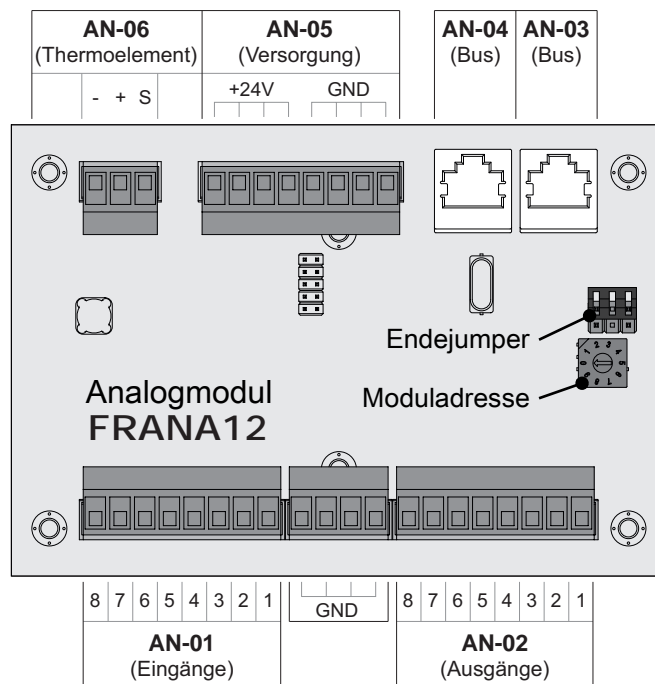 AN-06
(Thermoelement)
AN-05
(Versorgung)
AN-04
(Bus)
AN-03
(Bus)
- + S
+24V
GND
Endejumper
Moduladresse
Analogmodul
FRANA12
8 7 6 5 4 3 2 1
GND
8 7 6 5 4 3 2 1
AN-01
(Eingänge)
AN-02
(Ausgänge)